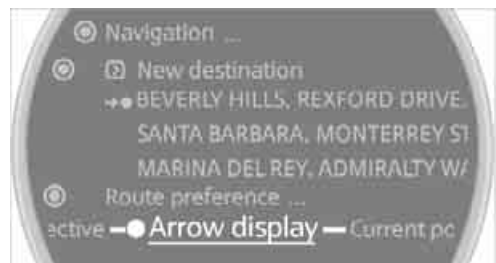 Navigation ...
New destination
BEVERLY HILLS, REXFORD DRIVE.
SANTA BARBARA, MONTERREY ST
MARINA DEL REY, ADMIRALTY WA
Route preference ...
ective Arrow display Current po